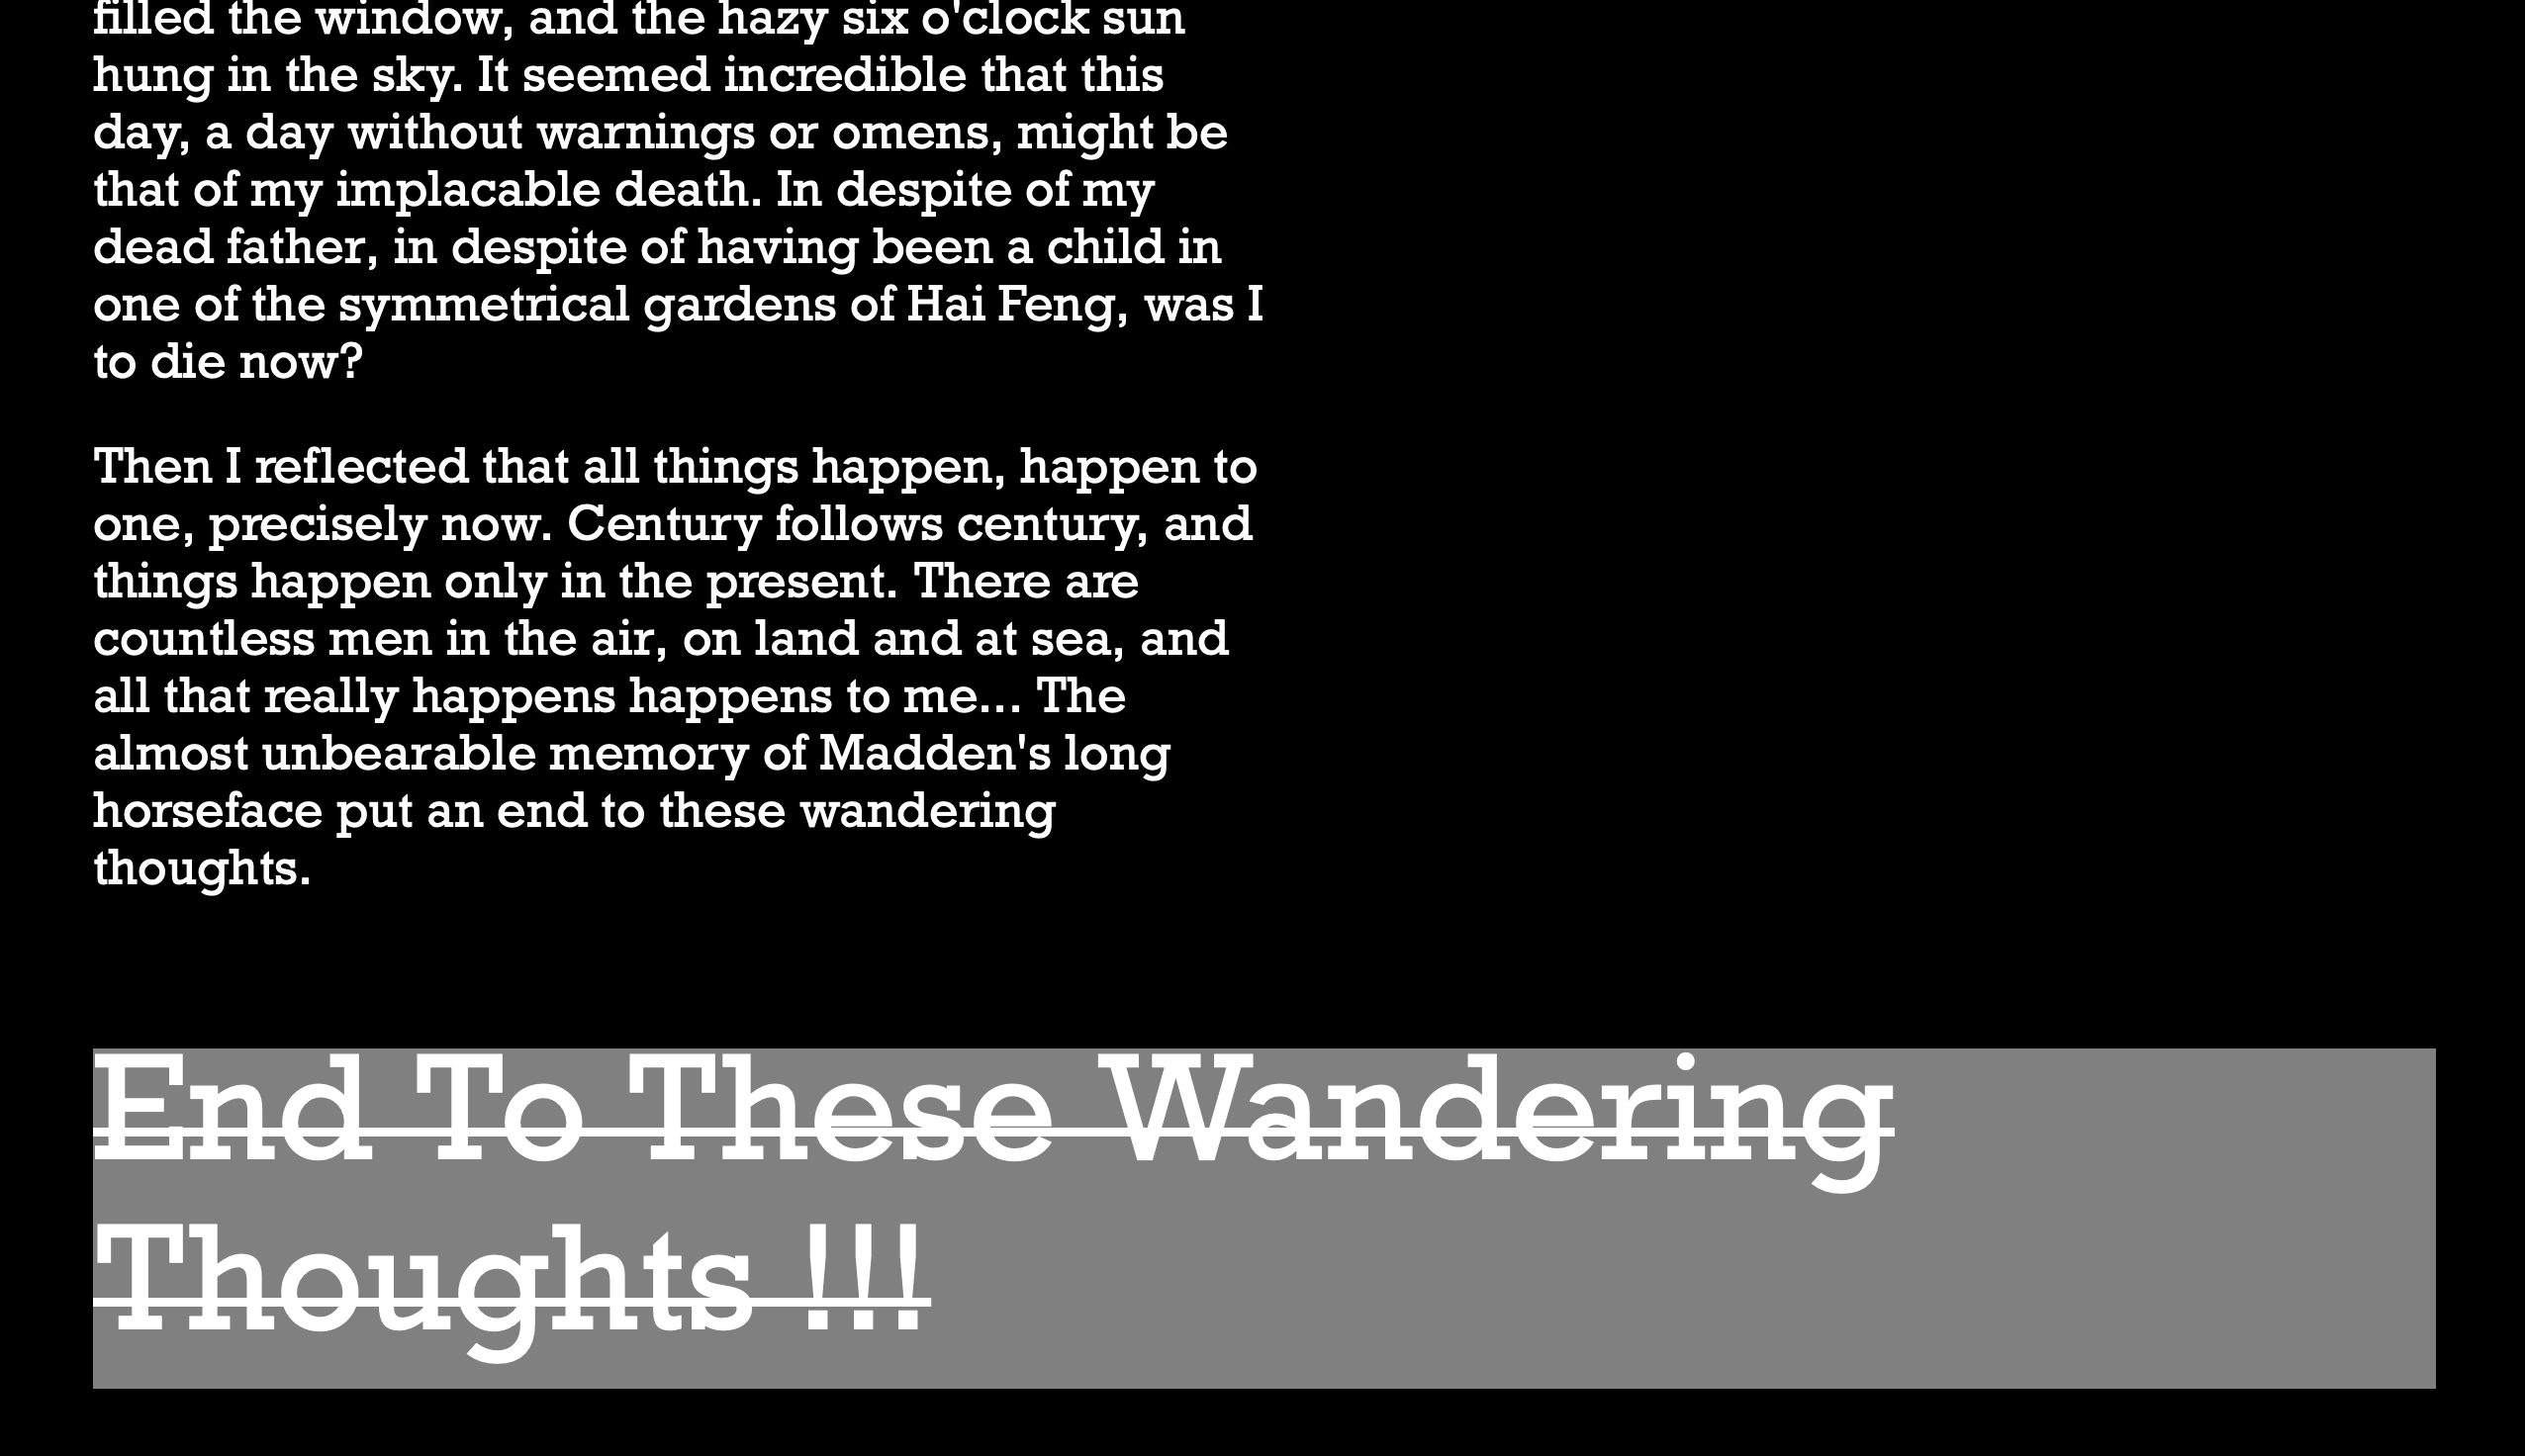 filled the window, and the hazy six o'clock sun
hung in the sky. It seemed incredible that this
day, a day without warnings or omens, might be
that of my implacable death. In despite of my
dead father, in despite of having been a child in
one of the symmetrical gardens of Hai Feng, was I
to die now?
Then I reflected that all things happen, happen to
one, precisely now. Century follows century, and
things happen only in the present. There are
countless men in the air, on land and at sea, and
all that really happens happens to me... The
almost unbearable memory of Madden's long
horseface put an end to these wandering
thoughts.
End To These Wandering
Thoughts !!!